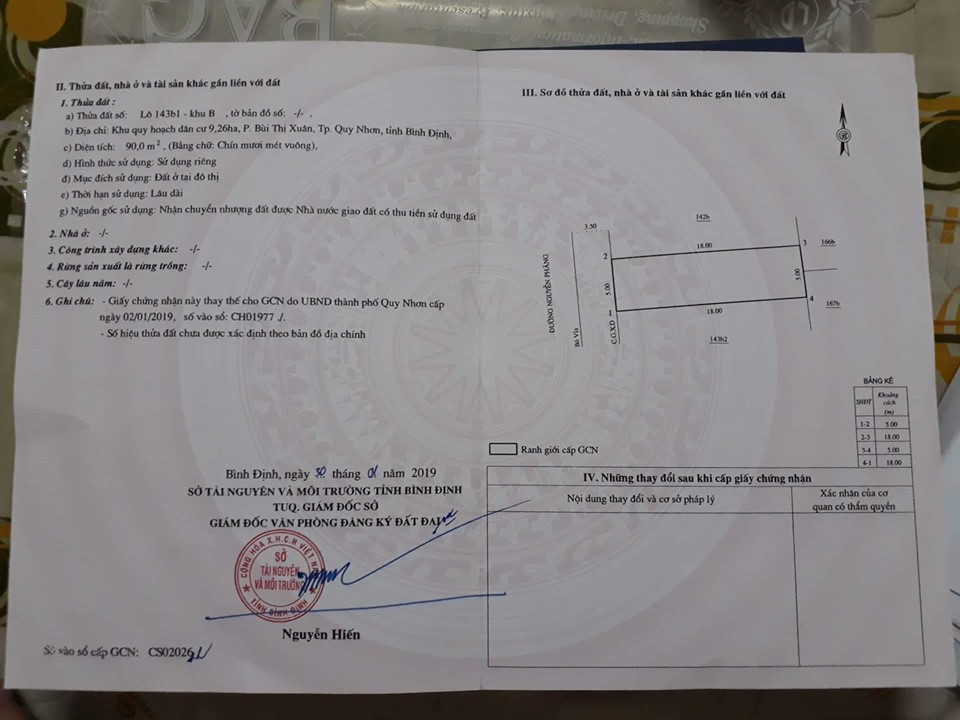 II. Thửa đất, nhà ở và tài sản khác gắn liền với đất
1. Thửa đất :
a) Thửa đất số: Lô 143b1 - khu B , tờ bản đồ số: -/- ,
b) Địa chỉ: Khu quy hoạch dân cư 9,26ha, P. Bùi Thị Xuân, Tp. Quy Nhơn, tỉnh Bình Định,
c) Diện tích: 90,0 m², (Bằng chữ: Chín mươi mét vuông),
d) Hình thức sử dụng: Sử dụng riêng
đ) Mục đích sử dụng: Đất ở tại đô thị
e) Thời hạn sử dụng: Lâu dài
g) Nguồn gốc sử dụng: Nhận chuyển nhượng đất được Nhà nước giao đất có thu tiền sử dụng đất
2. Nhà ở: -/-
3. Công trình xây dựng khác: -/-
4. Rừng sản xuất là rừng trồng: -/-
5. Cây lâu năm: -/-
6. Ghi chú: - Giấy chứng nhận này thay thế cho GCN do UBND thành phố Quy Nhơn cấp
ngày 02/01/2019, số vào sổ: CH01977 ./.
- Số hiệu thửa đất chưa được xác định theo bản đồ địa chính
Bình Định, ngày 30 tháng 01 năm 2019
SỞ TÀI NGUYÊN VÀ MÔI TRƯỜNG TỈNH BÌNH ĐỊNH
TUQ. GIÁM ĐỐC SỞ
GIÁM ĐỐC VĂN PHÒNG ĐĂNG KÝ ĐẤT ĐAI
CỘNG HÒA X.H.C.N VIỆT NAM
SỞ
TÀI NGUYÊN
VÀ MÔI TRƯỜNG
TỈNH BÌNH ĐỊNH
Nguyễn Hiến
Số vào sổ cấp GCN: CS02026
III. Sơ đồ thửa đất, nhà ở và tài sản khác gắn liền với đất
B
142b
3.50
2
18.00
3
166b
ĐƯỜNG NGUYỄN PHĂNG
5.00
5.00
1
18.00
4
167b
Bó Vỉa
C.G.X.D
143b2
BẢNG KÊ
SHĐT
Khoảng
cách
(m)
1-2 5.00
2-3 18.00
3-4 5.00
4-1 18.00
Ranh giới cấp GCN
IV. Những thay đổi sau khi cấp giấy chứng nhận
Nội dung thay đổi và cơ sở pháp lý
Xác nhận của cơ
quan có thẩm quyền
BAG
Shopping, Driving